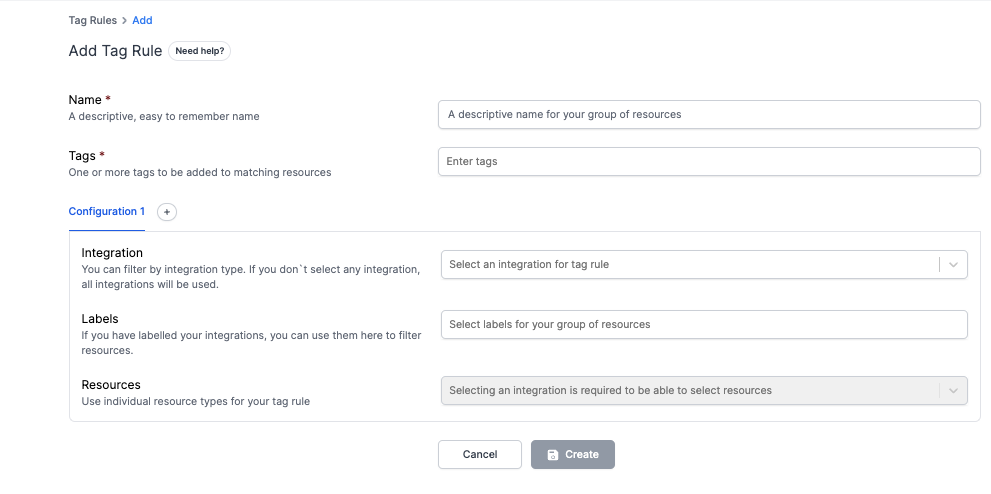 Tag Rules > Add
Add Tag Rule Need help?
Name *
A descriptive, easy to remember name
A descriptive name for your group of resources
Tags *
One or more tags to be added to matching resources
Enter tags
Configuration 1 +
Integration
You can filter by integration type. If you don`t select any integration,
all integrations will be used.
Select an integration for tag rule
Labels
If you have labelled your integrations, you can use them here to filter
resources.
Select labels for your group of resources
Resources
Use individual resource types for your tag rule
Selecting an integration is required to be able to select resources
Cancel
Create